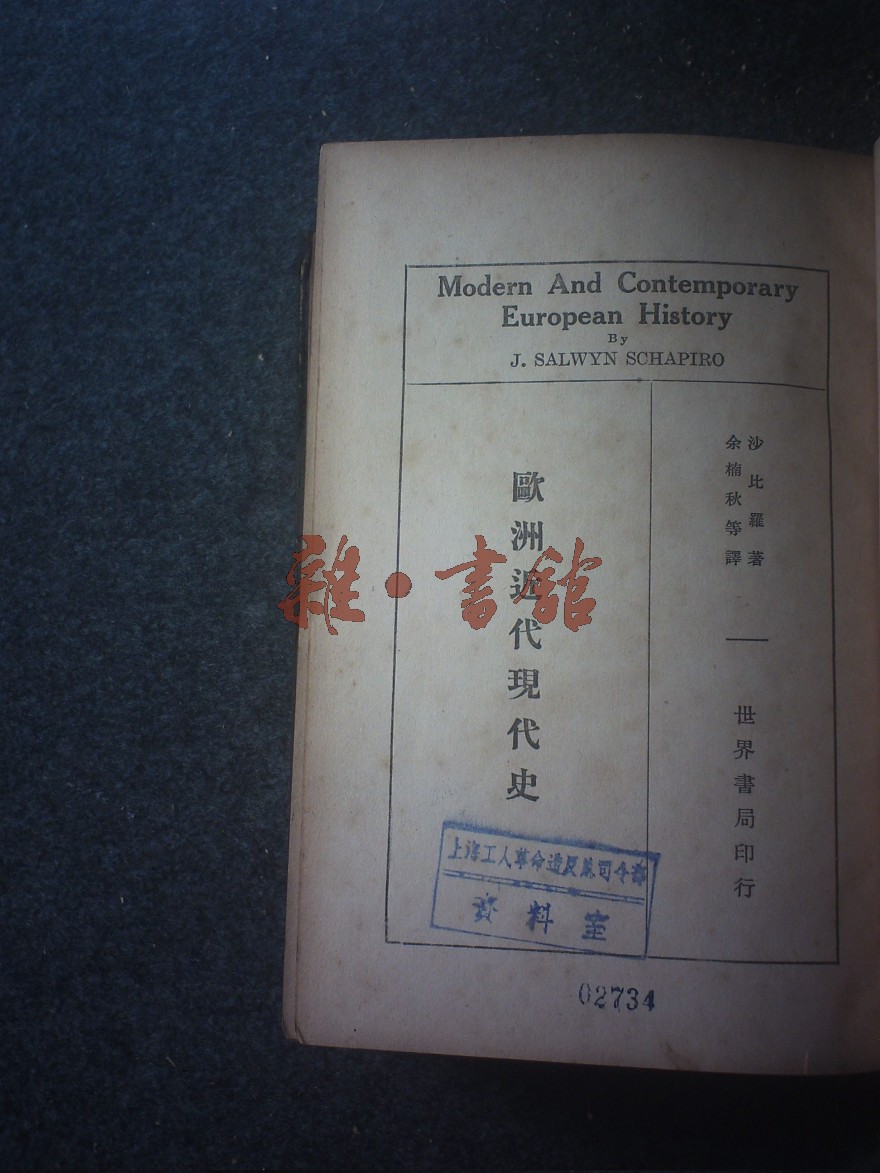 Modern And Contemporary
European History
By
J. SALWYN SCHAPIRO
沙比羅著
余楠秋等譯
世界書局印行
歐洲近代現代史
雜·書館
上海工人革命造反派司令部
資料室
02734